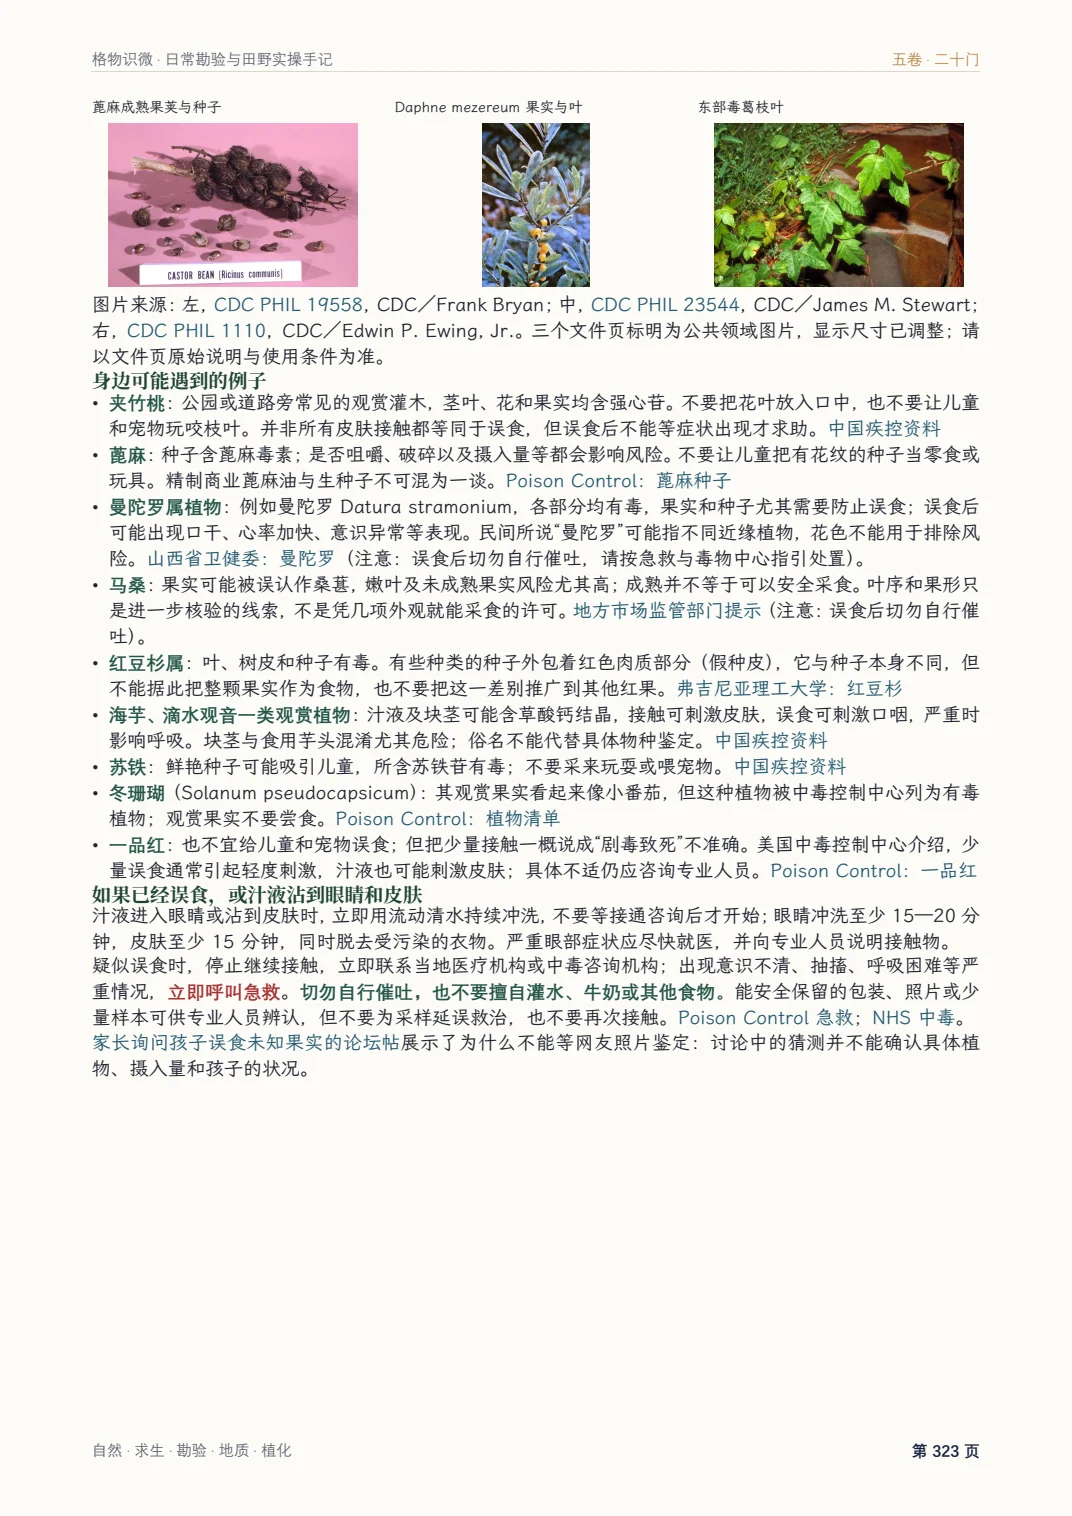 格物识微 · 日常勘验与田野实操手记
五卷 · 二十门
蓖麻成熟果荚与种子
Daphne mezereum 果实与叶
东部毒葛枝叶
CASTOR BEAN (Ricinus communis)
图片来源：左，CDC PHIL 19558，CDC／Frank Bryan；中，CDC PHIL 23544，CDC／James M. Stewart；
右，CDC PHIL 1110，CDC／Edwin P. Ewing, Jr.。三个文件页标明为公共领域图片，显示尺寸已调整；请
以文件页原始说明与使用条件为准。
身边可能遇到的例子
• 夹竹桃：公园或道路旁常见的观赏灌木，茎叶、花和果实均含强心苷。不要把花叶放入口中，也不要让儿童
和宠物玩咬枝叶。并非所有皮肤接触都等同于误食，但误食后不能等症状出现才求助。中国疾控资料
• 蓖麻：种子含蓖麻毒素；是否咀嚼、破碎以及摄入量等都会影响风险。不要让儿童把有花纹的种子当零食或
玩具。精制商业蓖麻油与生种子不可混为一谈。Poison Control：蓖麻种子
• 曼陀罗属植物：例如曼陀罗 Datura stramonium，各部分均有毒，果实和种子尤其需要防止误食；误食后
可能出现口干、心率加快、意识异常等表现。民间所说“曼陀罗”可能指不同近缘植物，花色不能用于排除风
险。山西省卫健委：曼陀罗（注意：误食后切勿自行催吐，请按急救与毒物中心指引处置）。
• 马桑：果实可能被误认作桑葚，嫩叶及未成熟果实风险尤其高；成熟并不等于可以安全采食。叶序和果形只
是进一步核验的线索，不是凭几项外观就能采食的许可。地方市场监管部门提示（注意：误食后切勿自行催
吐）。
• 红豆杉属：叶、树皮和种子有毒。有些种类的种子外包着红色肉质部分（假种皮），它与种子本身不同，但
不能据此把整颗果实作为食物，也不要把这一差别推广到其他红果。弗吉尼亚理工大学：红豆杉
• 海芋、滴水观音一类观赏植物：汁液及块茎可能含草酸钙结晶，接触可刺激皮肤，误食可刺激口咽，严重时
影响呼吸。块茎与食用芋头混淆尤其危险；俗名不能代替具体物种鉴定。中国疾控资料
• 苏铁：鲜艳种子可能吸引儿童，所含苏铁苷有毒；不要采来玩耍或喂宠物。中国疾控资料
• 冬珊瑚（Solanum pseudocapsicum）：其观赏果实看起来像小番茄，但这种植物被中毒控制中心列为有毒
植物；观赏果实不要尝食。Poison Control：植物清单
• 一品红：也不宜给儿童和宠物误食；但把少量接触一概说成“剧毒致死”不准确。美国中毒控制中心介绍，少
量误食通常引起轻度刺激，汁液也可能刺激皮肤；具体不适仍应咨询专业人员。Poison Control：一品红
如果已经误食，或汁液沾到眼睛和皮肤
汁液进入眼睛或沾到皮肤时，立即用流动清水持续冲洗，不要等接通咨询后才开始；眼睛冲洗至少 15—20 分
钟，皮肤至少 15 分钟，同时脱去受污染的衣物。严重眼部症状应尽快就医，并向专业人员说明接触物。
疑似误食时，停止继续接触，立即联系当地医疗机构或中毒咨询机构；出现意识不清、抽搐、呼吸困难等严
重情况，立即呼叫急救。切勿自行催吐，也不要擅自灌水、牛奶或其他食物。能安全保留的包装、照片或少
量样本可供专业人员辨认，但不要为采样延误救治，也不要再次接触。Poison Control 急救；NHS 中毒。
家长询问孩子误食未知果实的论坛帖展示了为什么不能等网友照片鉴定：讨论中的猜测并不能确认具体植
物、摄入量和孩子的状况。
自然 · 求生 · 勘验 · 地质 · 植化
第 323 页